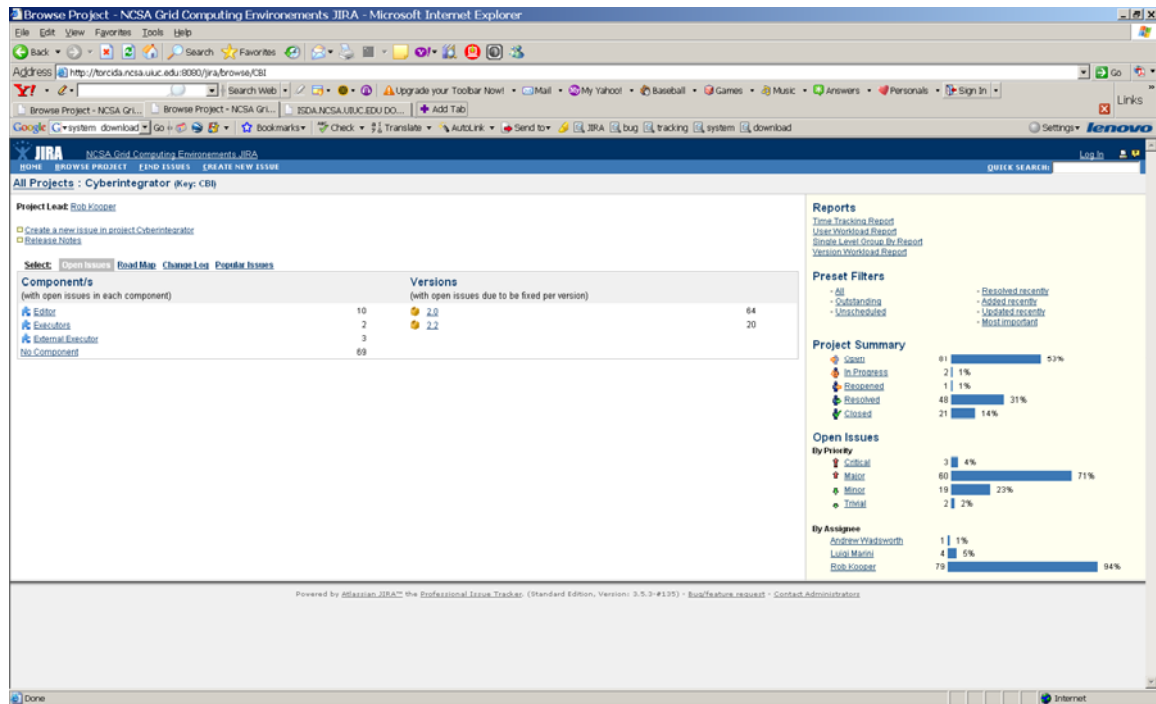 Browse Project - NCSA Grid Computing Environements JIRA - Microsoft Internet Explorer
File Edit View Favorites Tools Help
Back Search Favorites
Address http://torcida.ncsa.uiuc.edu:8080/jira/browse/CBI Go
Y! Search Web Upgrade your Toolbar Now! Mail My Yahoo! Baseball Games Music Answers Personals Sign In Links
Browse Project - NCSA Gri... Browse Project - NCSA Gri... ISDA.NCSA.UIUC.EDU DO... Add Tab
Google system download Go Bookmarks Check Translate AutoLink Send to JIRA bug tracking system download Settings lenovo
JIRA NCSA Grid Computing Environements JIRA Log In
HOME BROWSE PROJECT FIND ISSUES CREATE NEW ISSUE QUICK SEARCH:
All Projects : Cyberintegrator (Key: CBI)
Project Lead: Rob Kooper
Create a new issue in project Cyberintegrator
Release Notes
Select: Open Issues Road Map Change Log Popular Issues
Component/s
(with open issues in each component)
Editor 10
Executors 2
External Executor 3
No Component 69
Versions
(with open issues due to be fixed per version)
2.0 64
2.2 20
Reports
Time Tracking Report
User Workload Report
Single Level Group By Report
Version Workload Report
Preset Filters
- All - Resolved recently
- Outstanding - Added recently
- Unscheduled - Updated recently
- Most important
Project Summary
Open 81 53%
In Progress 2 1%
Reopened 1 1%
Resolved 48 31%
Closed 21 14%
Open Issues
By Priority
Critical 3 4%
Major 60 71%
Minor 19 23%
Trivial 2 2%
By Assignee
Andrew Wadsworth 1 1%
Luigi Marini 4 5%
Rob Kooper 79 94%
Powered by Atlassian JIRA™ the Professional Issue Tracker. (Standard Edition, Version: 3.5.3-#135) - Bug/feature request - Contact Administrators
Done Internet